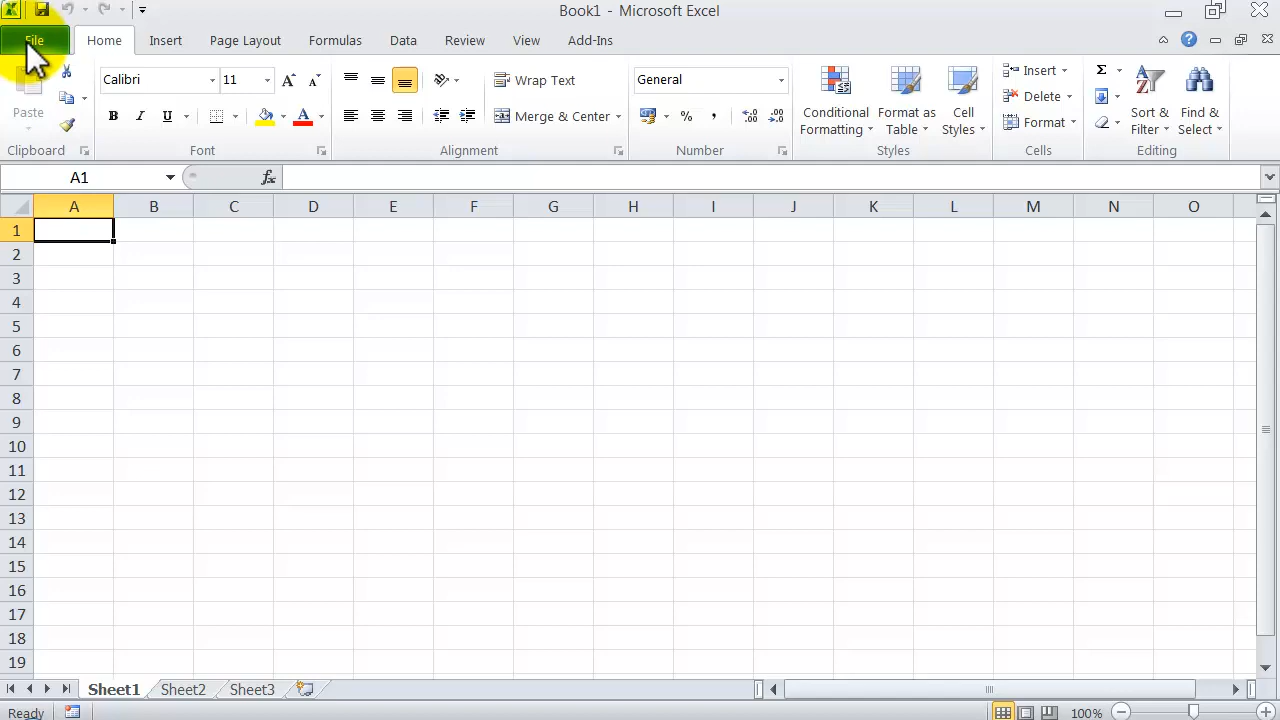 Book1 - Microsoft Excel
File Home Insert Page Layout Formulas Data Review View Add-Ins
Calibri 11 Wrap Text General Insert Σ
Delete
Paste B I U A Merge & Center % , Conditional Formatting Format as Table Cell Styles Format Sort & Filter Find & Select
Clipboard Font Alignment Number Styles Cells Editing
A1 fx
A B C D E F G H I J K L M N O
1
2
3
4
5
6
7
8
9
10
11
12
13
14
15
16
17
18
19
Sheet1 Sheet2 Sheet3
Ready 100%